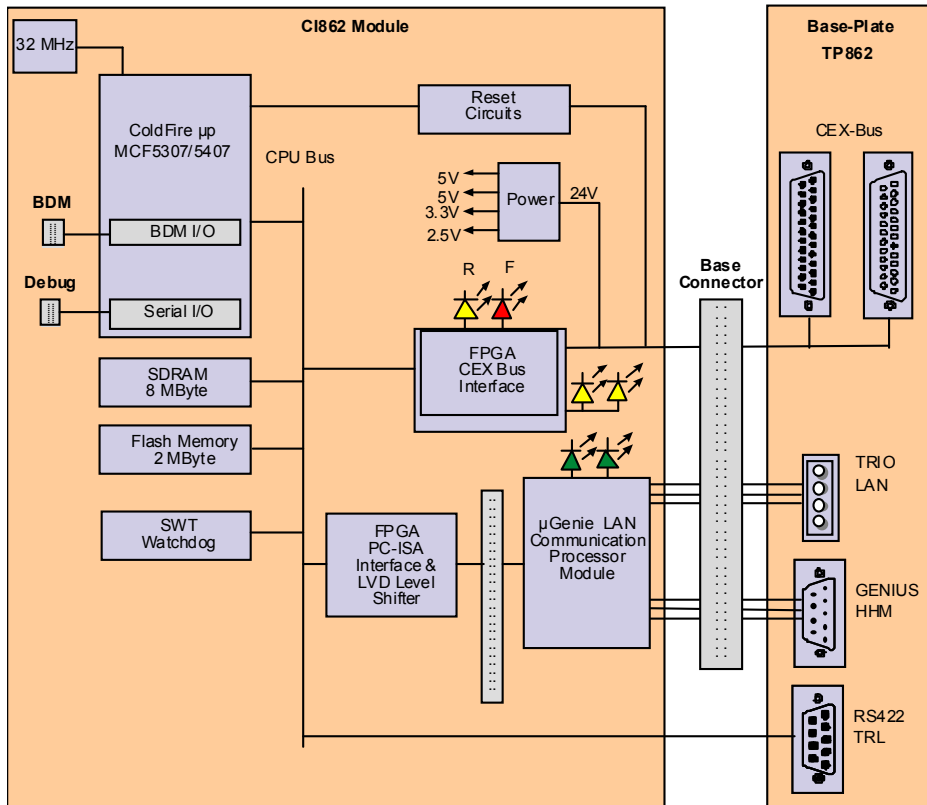 CI862 Module
Base-Plate
TP862
32 MHz
ColdFire µp
MCF5307/5407
CPU Bus
Reset
Circuits
CEX-Bus
5V
5V
3.3V
2.5V
Power
24V
BDM
BDM I/O
Debug
Serial I/O
R
F
Base
Connector
FPGA
CEX Bus
Interface
SDRAM
8 MByte
Flash Memory
2 MByte
SWT
Watchdog
FPGA
PC-ISA
Interface &
LVD Level
Shifter
µGenie LAN
Communication
Processor
Module
TRIO
LAN
GENIUS
HHM
RS422
TRL